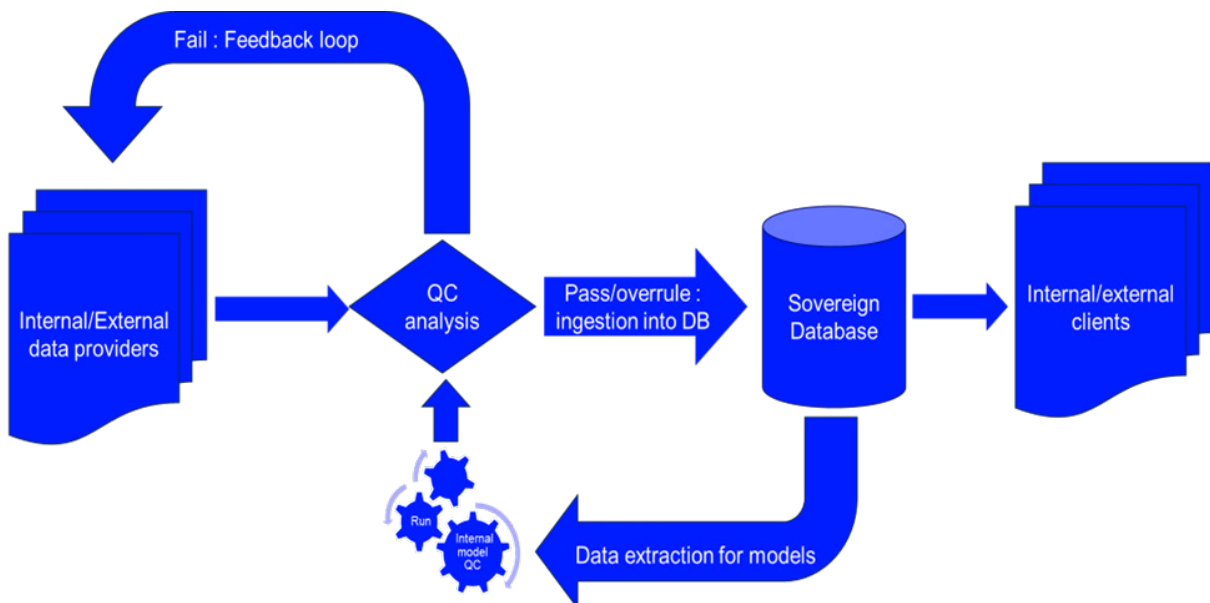 Fail : Feedback loop
Internal/External
data providers
QC
analysis
Pass/overrule :
ingestion into DB
Sovereign
Database
Internal/external
clients
Run
Internal
model
QC
Data extraction for models